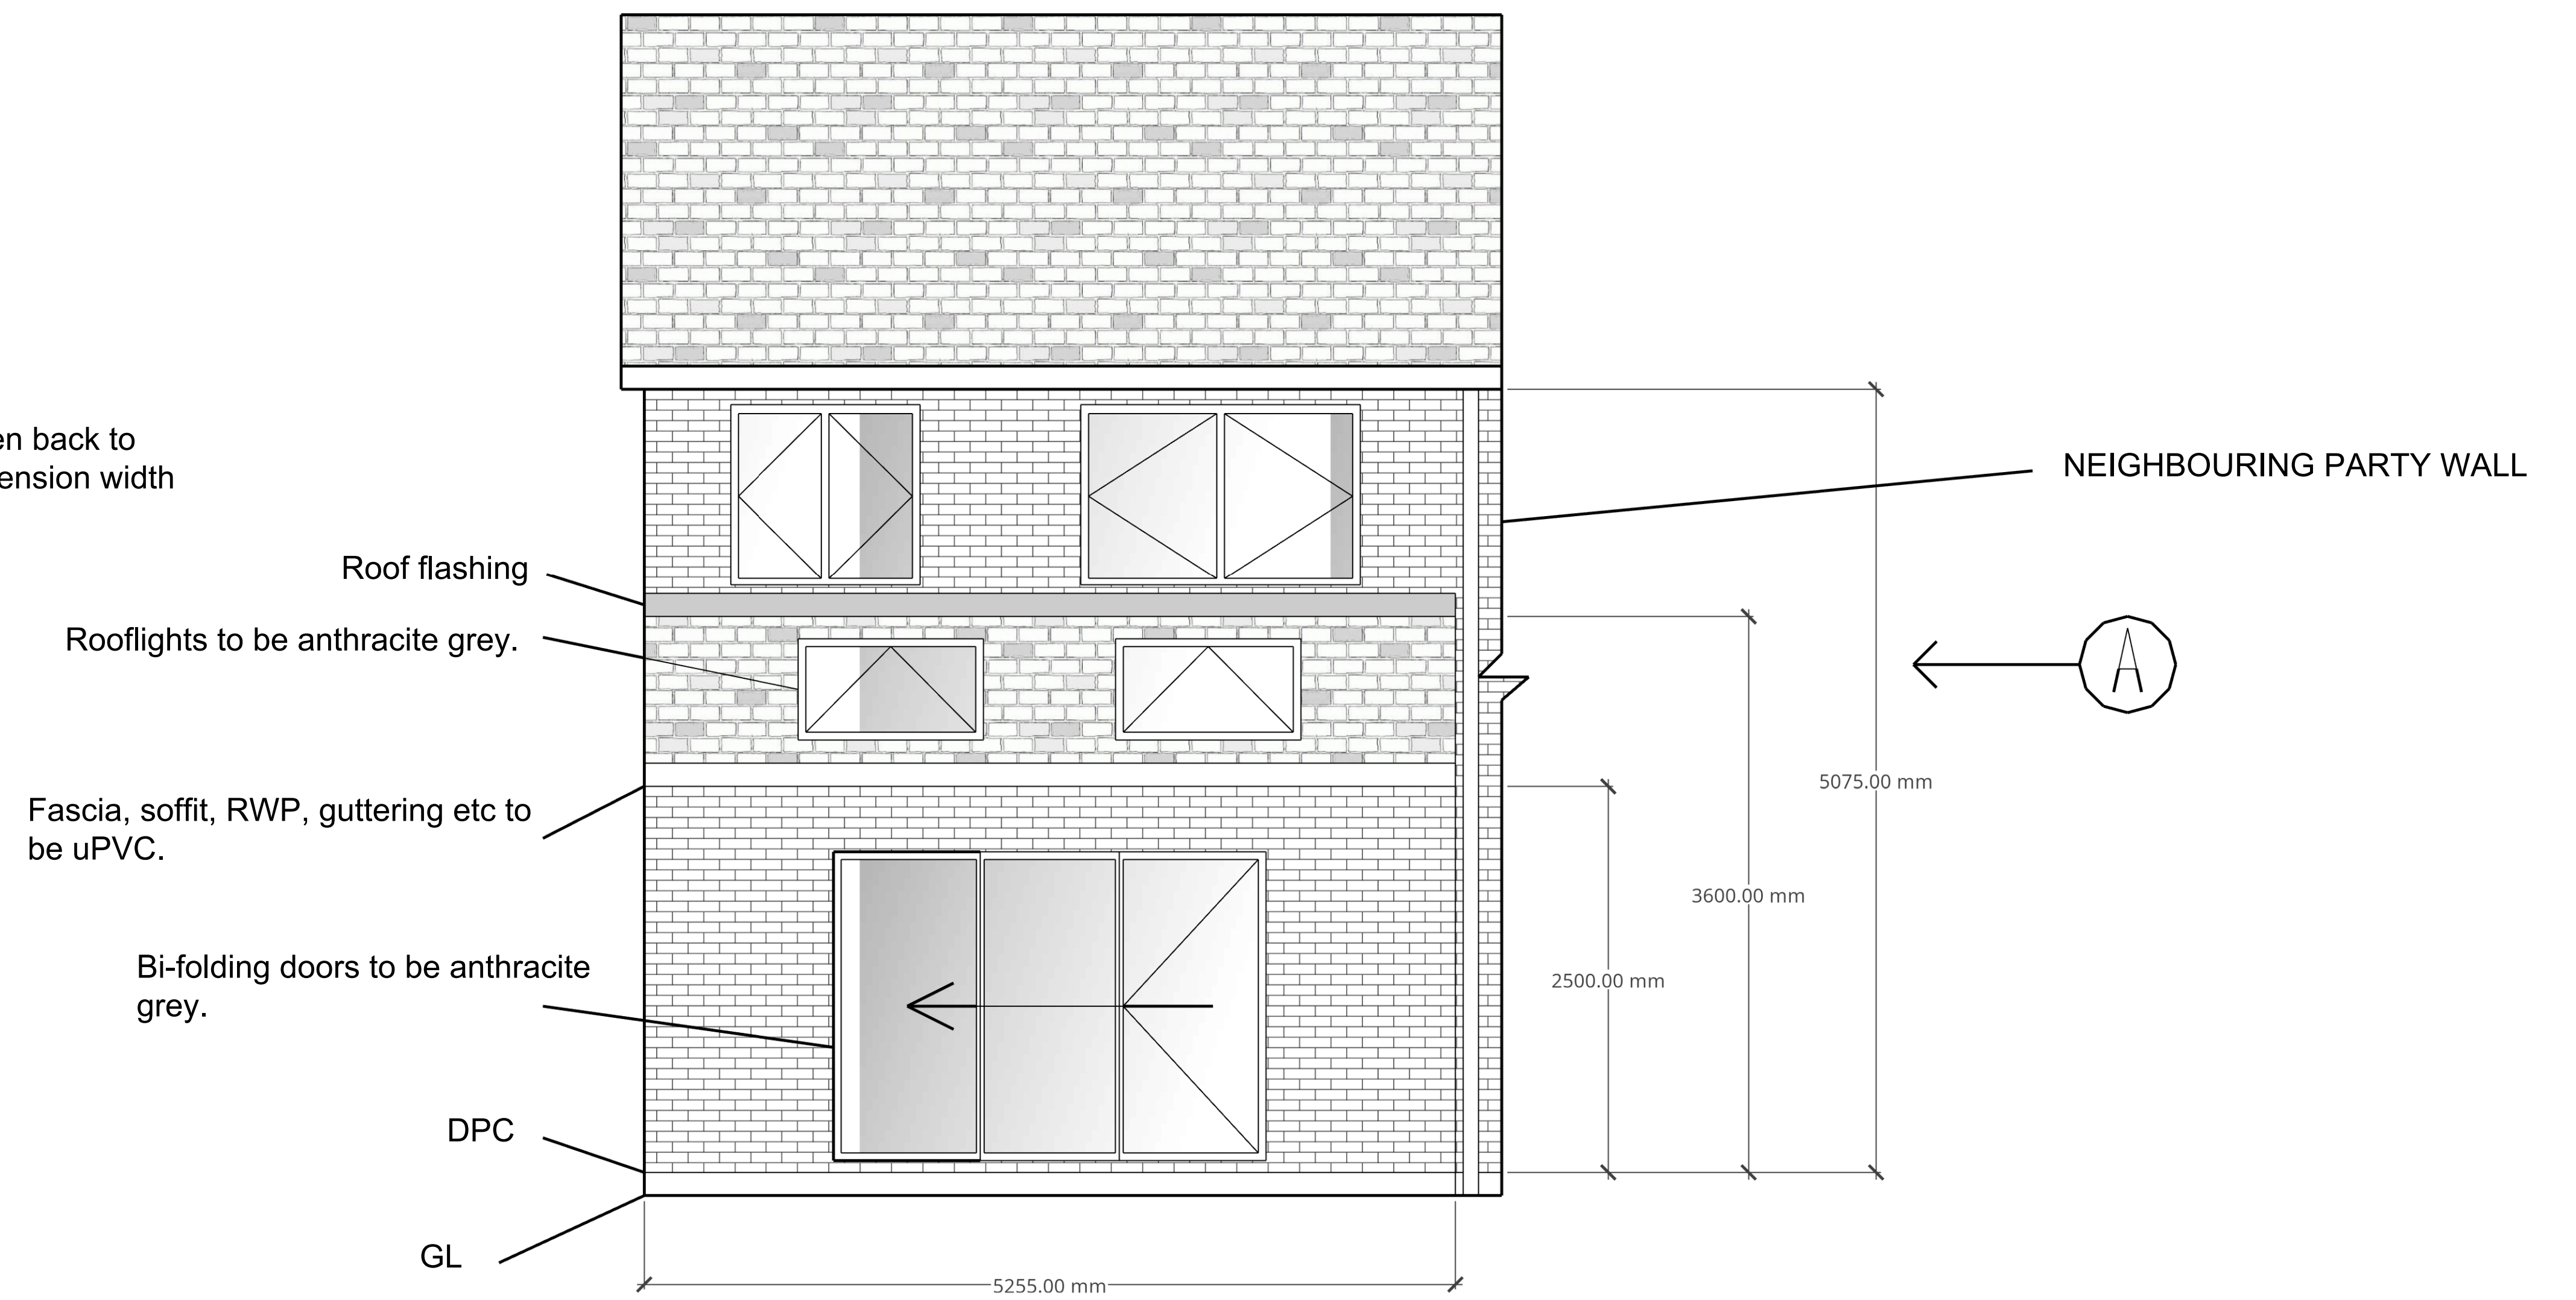 en back to
ension width
NEIGHBOURING PARTY WALL
Roof flashing
Rooflights to be anthracite grey.
A
5075.00 mm
Fascia, soffit, RWP, guttering etc to
be uPVC.
3600.00 mm
2500.00 mm
Bi-folding doors to be anthracite
grey.
DPC
GL
5255.00 mm